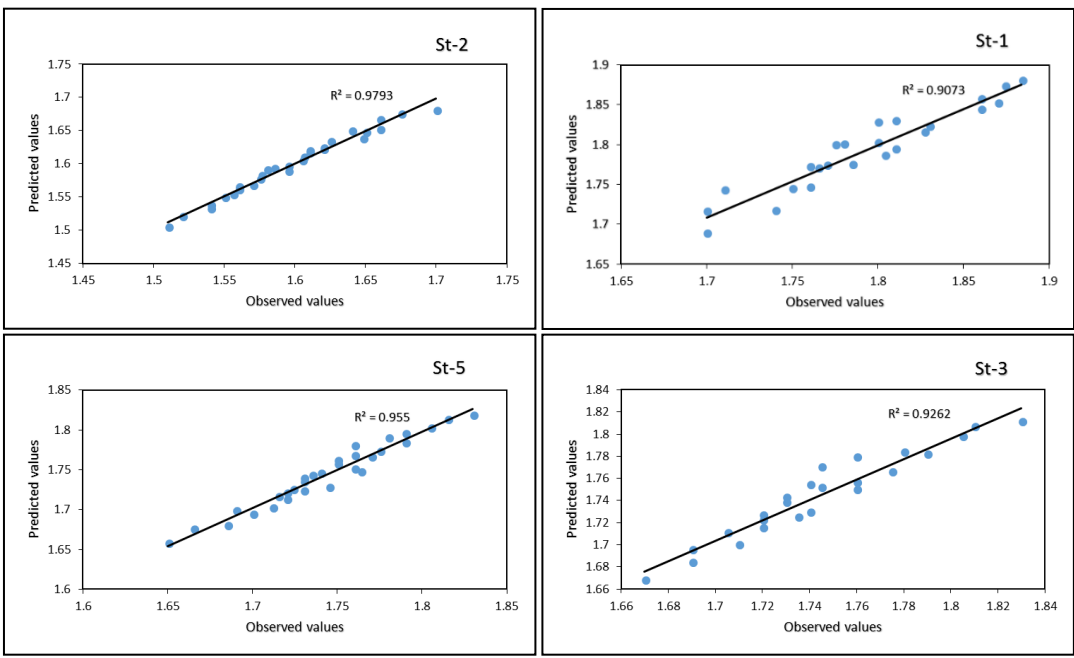 St-2
R² = 0.9793
Predicted values
1.75
1.7
1.65
1.6
1.55
1.5
1.45
1.45 1.5 1.55 1.6 1.65 1.7 1.75
Observed values
St-1
R² = 0.9073
Predicted values
1.9
1.85
1.8
1.75
1.7
1.65
1.65 1.7 1.75 1.8 1.85 1.9
Observed values
St-5
R² = 0.955
Predicted values
1.85
1.8
1.75
1.7
1.65
1.6
1.6 1.65 1.7 1.75 1.8 1.85
Observed values
St-3
R² = 0.9262
Predicted values
1.84
1.82
1.8
1.78
1.76
1.74
1.72
1.7
1.68
1.66
1.66 1.68 1.7 1.72 1.74 1.76 1.78 1.8 1.82 1.84
Observed values